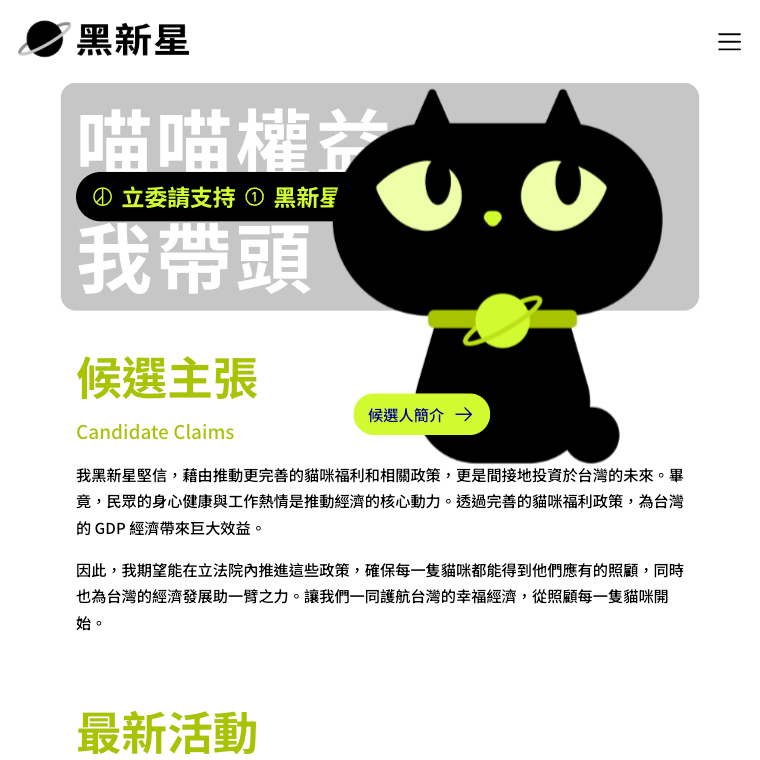 黑新星
喵喵權益
立委請支持 ① 黑新星
我帶頭
候選主張
候選人簡介 →
Candidate Claims
我黑新星堅信，藉由推動更完善的貓咪福利和相關政策，更是間接地投資於台灣的未來。畢
竟，民眾的身心健康與工作熱情是推動經濟的核心動力。透過完善的貓咪福利政策，為台灣
的 GDP 經濟帶來巨大效益。
因此，我期望能在立法院內推進這些政策，確保每一隻貓咪都能得到他們應有的照顧，同時
也為台灣的經濟發展助一臂之力。讓我們一同護航台灣的幸福經濟，從照顧每一隻貓咪開
始。
最新活動